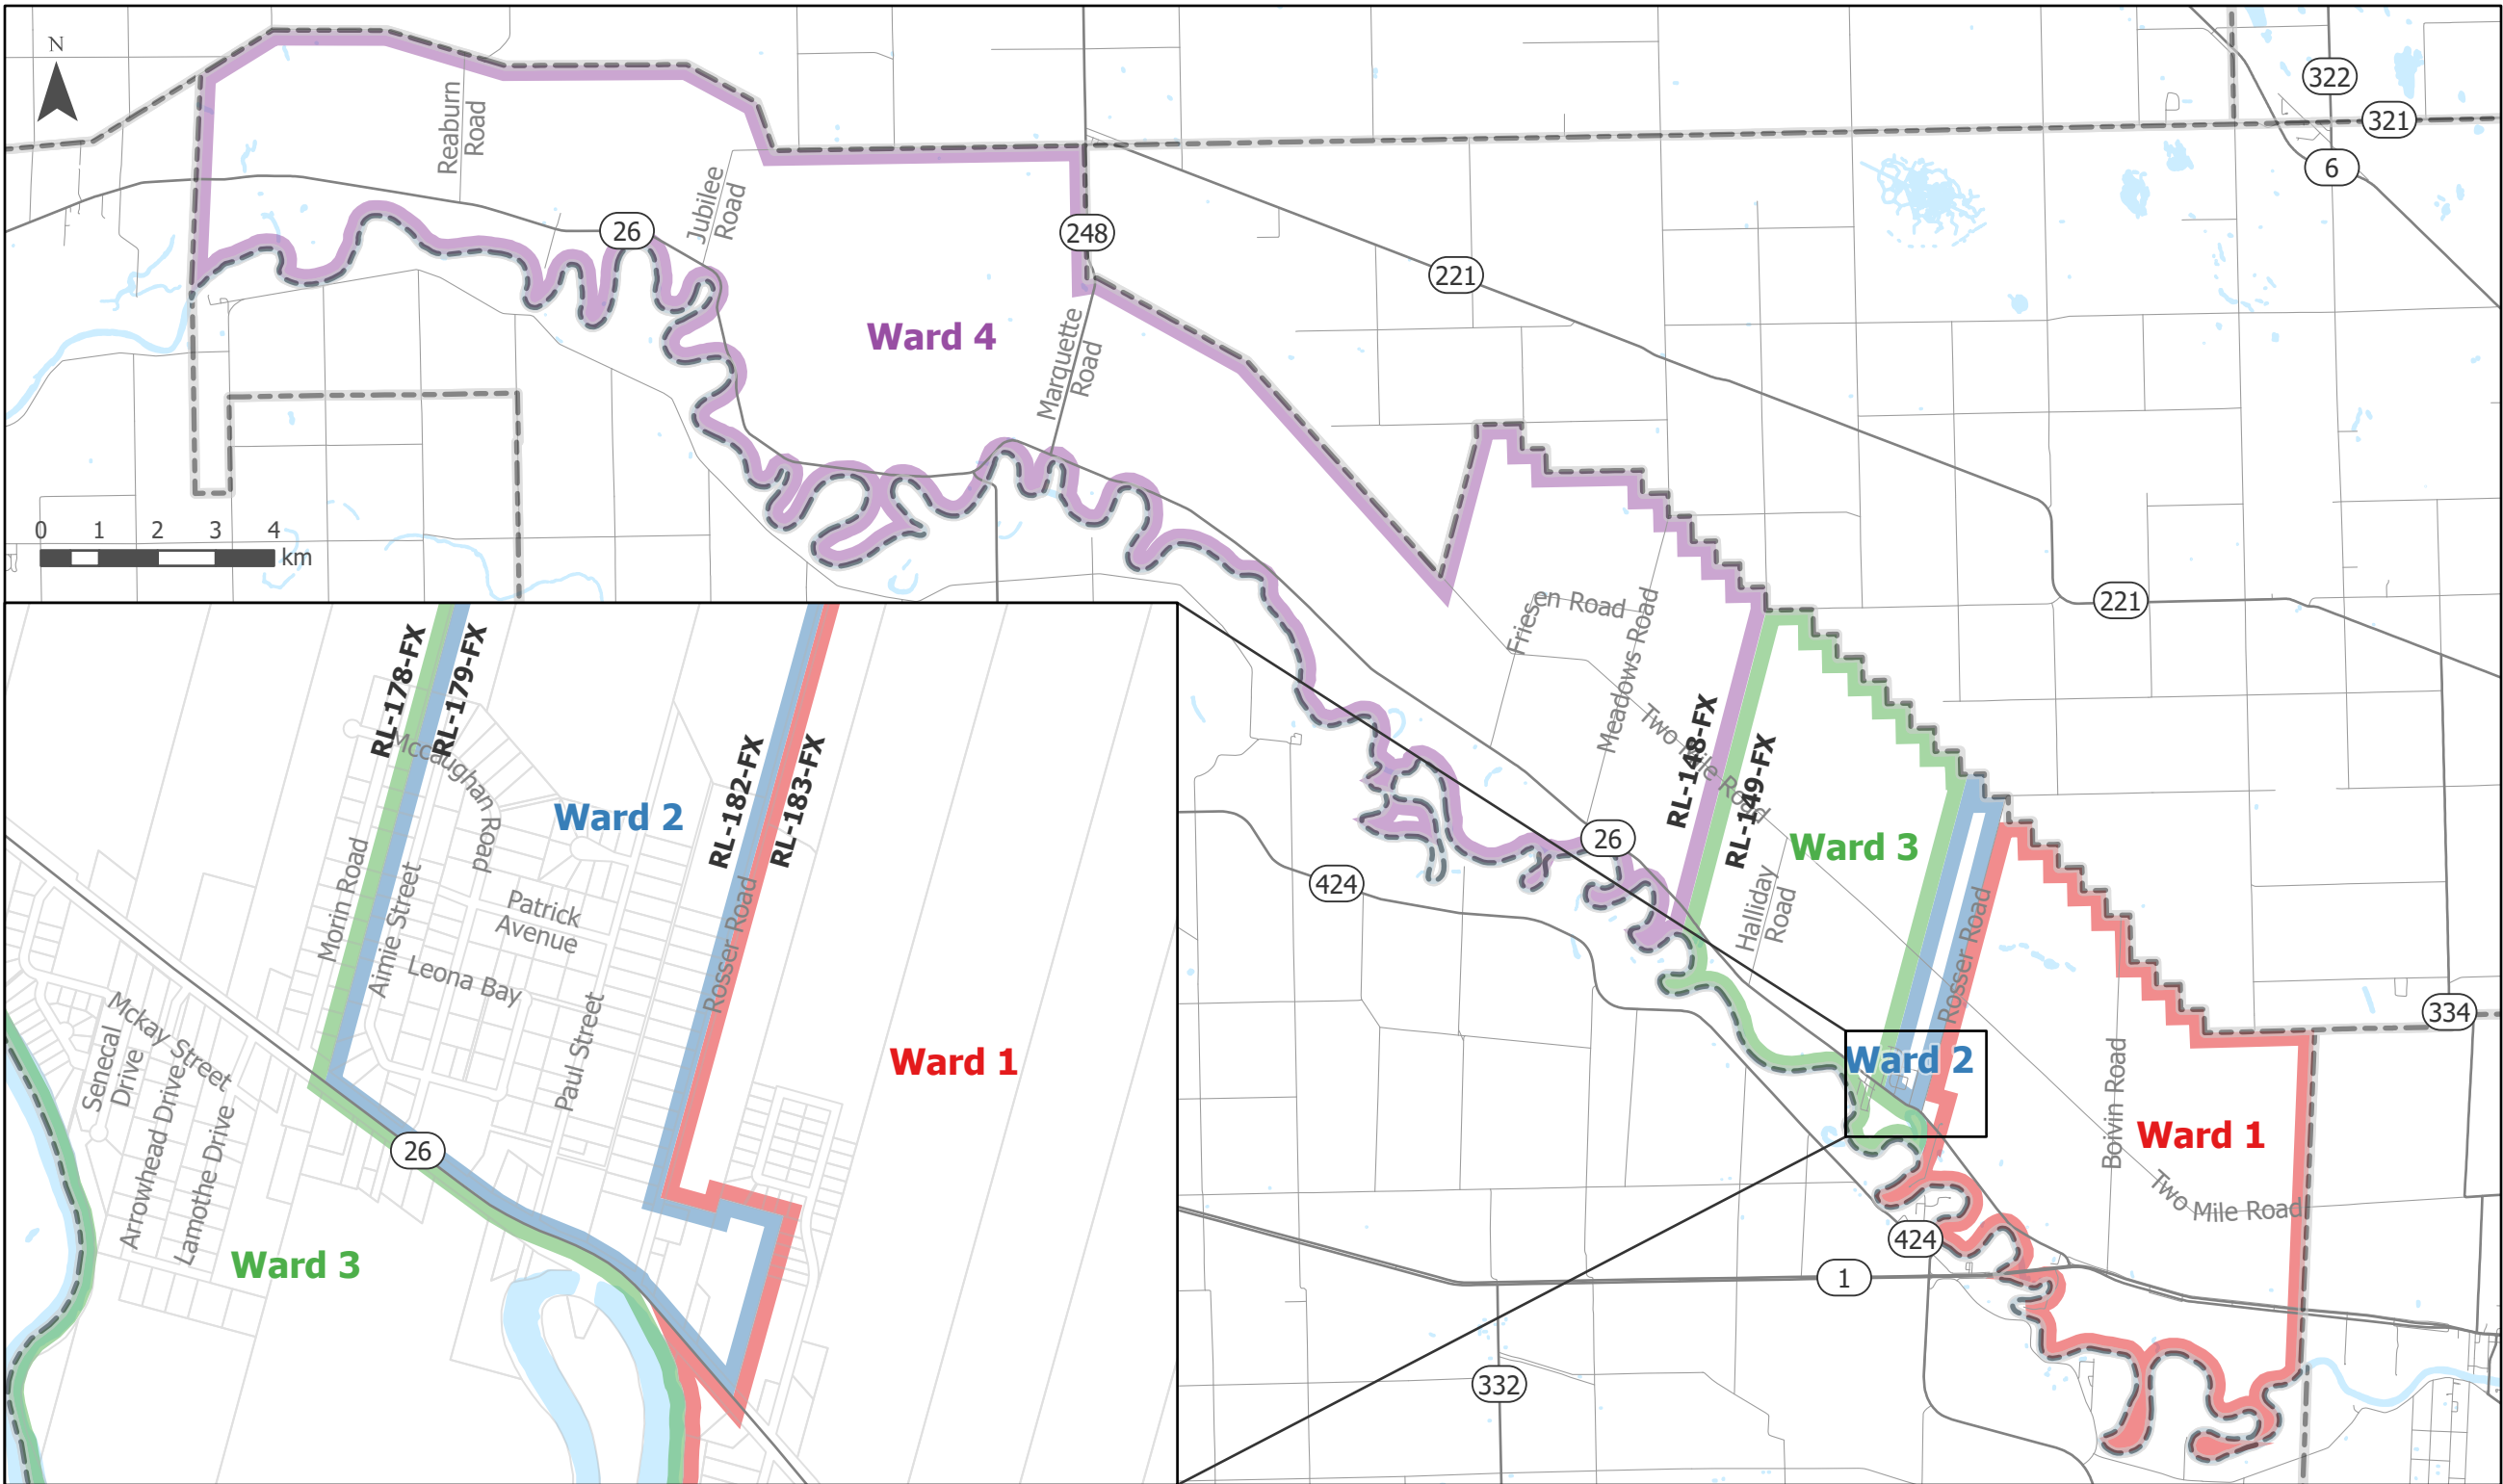 N
322
321
6
Reaburn
Road
26
Jubilee
Road
248
221
Ward 4
Marquette
Road
0 1 2 3 4
km
Friesen Road
Meadows Road
221
RL-148-FX
Two Mile Road
RL-149-FX
26
Ward 3
424
Halliday
Road
Rosser Road
334
Ward 2
Boivin Road
Ward 1
Two Mile Road
424
1
332
RL-178-FX
RL-179-FX
Mccaughan Road
Ward 2
RL-182-FX
RL-183-FX
Morin Road
Aimie Street
Patrick
Avenue
Leona Bay
Rosser Road
Mckay Street
Senecal
Drive
Paul Street
Ward 1
Arrowhead Drive
Lamothe Drive
26
Ward 3